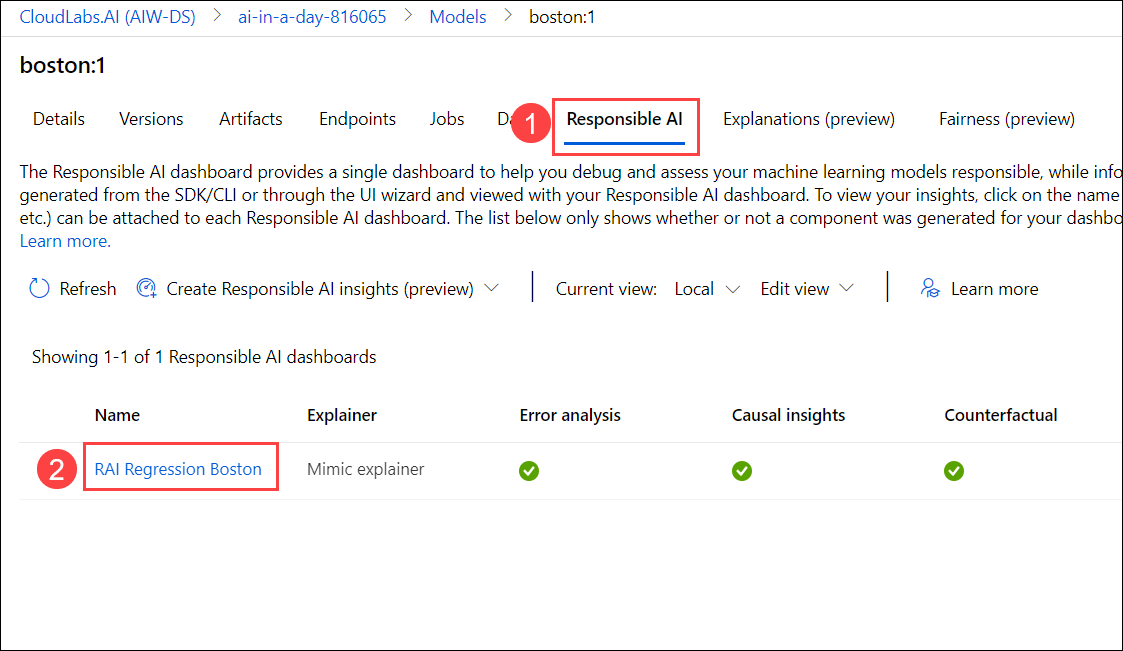 CloudLabs.AI (AIW-DS) > ai-in-a-day-816065 > Models > boston:1
boston:1
Details Versions Artifacts Endpoints Jobs 1 Responsible AI Explanations (preview) Fairness (preview)
The Responsible AI dashboard provides a single dashboard to help you debug and assess your machine learning models responsible, while info
generated from the SDK/CLI or through the UI wizard and viewed with your Responsible AI dashboard. To view your insights, click on the name
etc.) can be attached to each Responsible AI dashboard. The list below only shows whether or not a component was generated for your dashbo
Learn more.
Refresh Create Responsible AI insights (preview) Current view: Local Edit view Learn more
Showing 1-1 of 1 Responsible AI dashboards
Name Explainer Error analysis Causal insights Counterfactual
2 RAI Regression Boston Mimic explainer